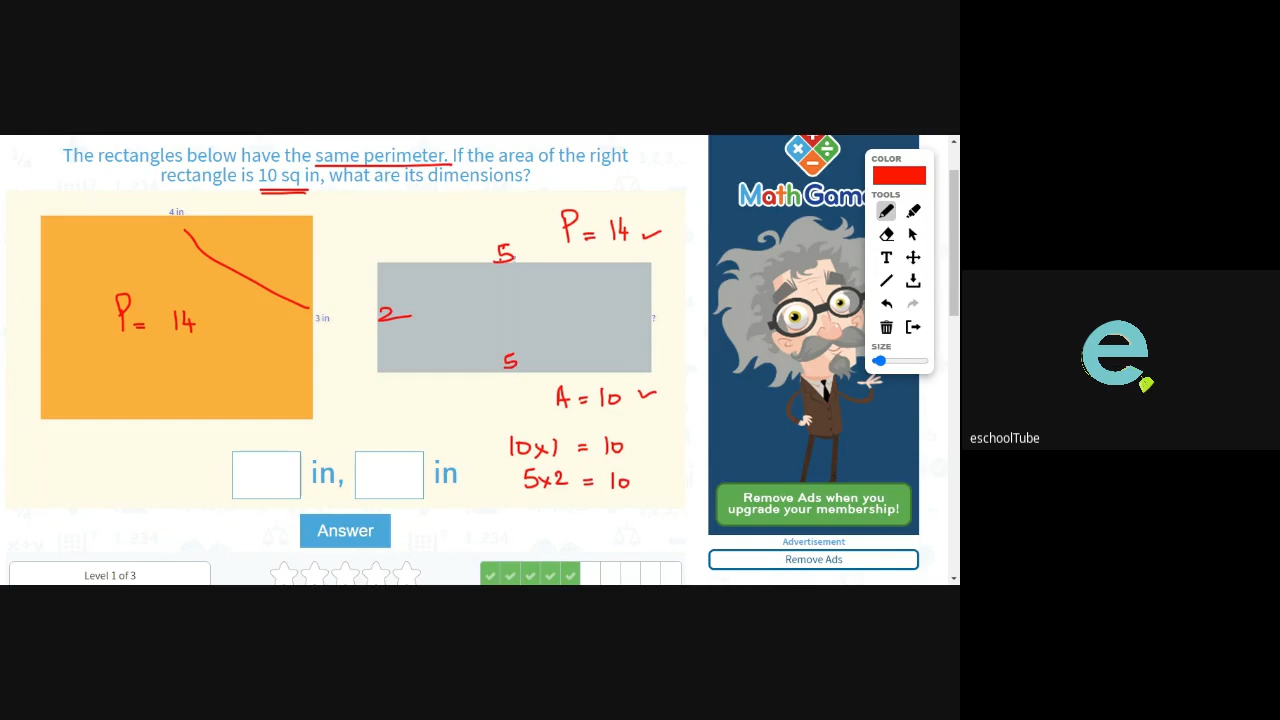 The rectangles below have the same perimeter. If the area of the right
rectangle is 10 sq in, what are its dimensions?
4 in
3 in
P = 14
5
P = 14
2
?
5
A = 10
10x1 = 10
5x2 = 10
in, in
Answer
Level 1 of 3
Math Game
Remove Ads when you
upgrade your membership!
Advertisement
Remove Ads
COLOR
TOOLS
T
SIZE
e
eschoolTube